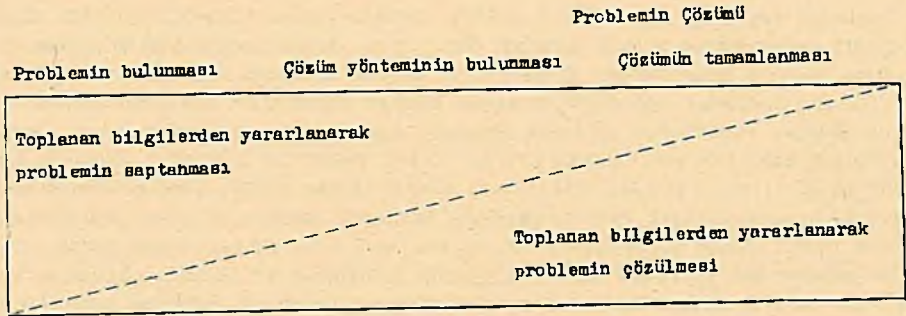 Problemin Çözümü
Problemin bulunması Çözüm yönteminin bulunması Çözümün tamamlanması
Toplanan bilgilerden yararlanarak
problemin saptanması
Toplanan bilgilerden yararlanarak
problemin çözülmesi